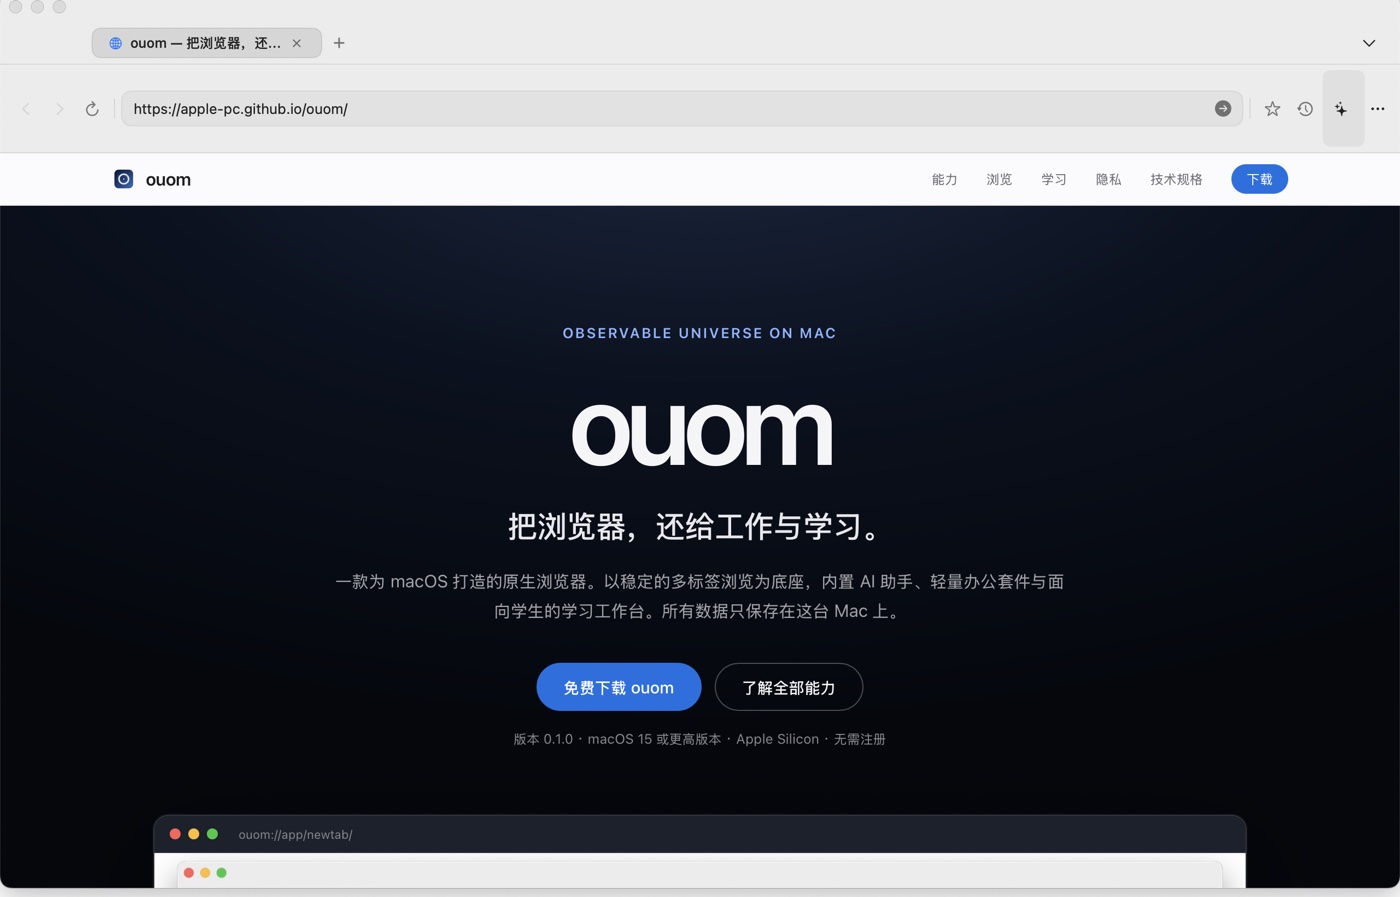 ouom — 把浏览器，还...
https://apple-pc.github.io/ouom/
ouom
能力
浏览
学习
隐私
技术规格
下载
OBSERVABLE UNIVERSE ON MAC
ouom
把浏览器，还给工作与学习。
一款为 macOS 打造的原生浏览器。以稳定的多标签浏览为底座，内置 AI 助手、轻量办公套件与面
向学生的学习工作台。所有数据只保存在这台 Mac 上。
免费下载 ouom
了解全部能力
版本 0.1.0 · macOS 15 或更高版本 · Apple Silicon · 无需注册
ouom://app/newtab/